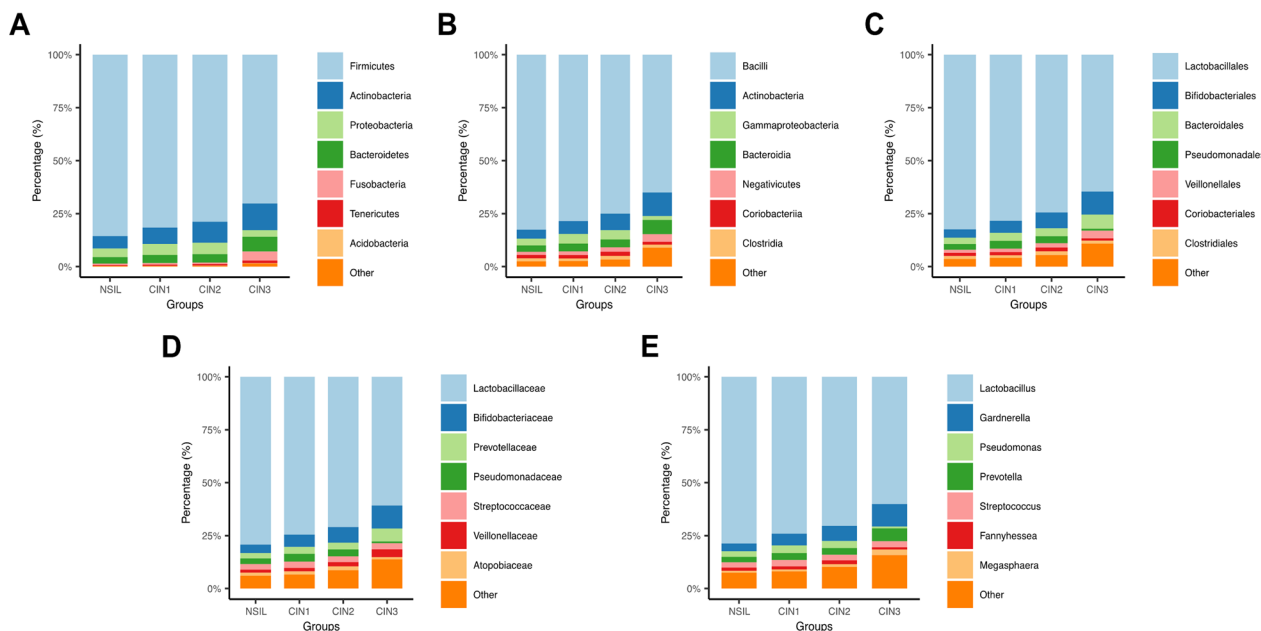 A
Percentage (%)
100%
75%
50%
25%
0%
NSIL CIN1 CIN2 CIN3
Groups
Firmicutes
Actinobacteria
Proteobacteria
Bacteroidetes
Fusobacteria
Tenericutes
Acidobacteria
Other
B
Percentage (%)
100%
75%
50%
25%
0%
NSIL CIN1 CIN2 CIN3
Groups
Bacilli
Actinobacteria
Gammaproteobacteria
Bacteroidia
Negativicutes
Coriobacteriia
Clostridia
Other
C
Percentage (%)
100%
75%
50%
25%
0%
NSIL CIN1 CIN2 CIN3
Groups
Lactobacillales
Bifidobacteriales
Bacteroidales
Pseudomonadales
Veillonellales
Coriobacteriales
Clostridiales
Other
D
Percentage (%)
100%
75%
50%
25%
0%
NSIL CIN1 CIN2 CIN3
Groups
Lactobacillaceae
Bifidobacteriaceae
Prevotellaceae
Pseudomonadaceae
Streptococcaceae
Veillonellaceae
Atopobiaceae
Other
E
Percentage (%)
100%
75%
50%
25%
0%
NSIL CIN1 CIN2 CIN3
Groups
Lactobacillus
Gardnerella
Pseudomonas
Prevotella
Streptococcus
Fannyhessea
Megasphaera
Other